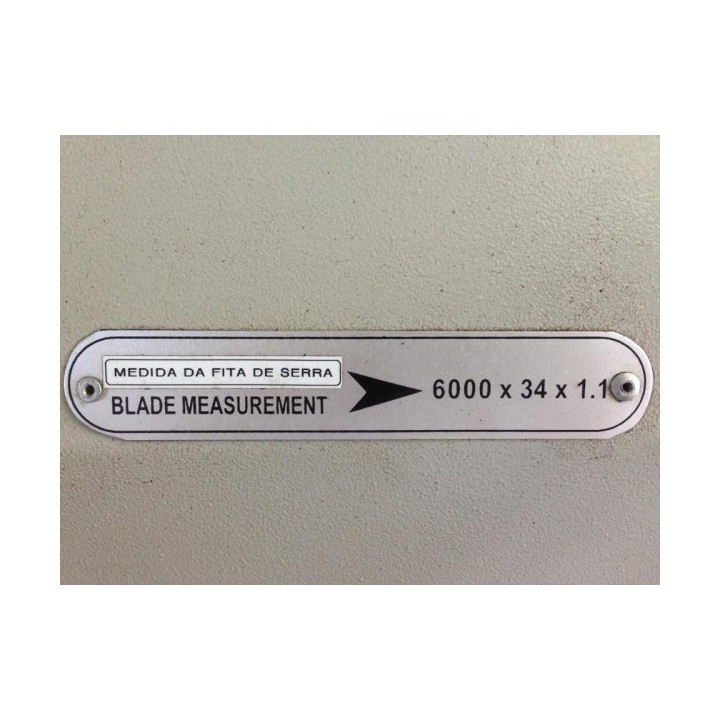 MEDIDA DA FITA DE SERRA
BLADE MEASUREMENT
6000 x 34 x 1.1